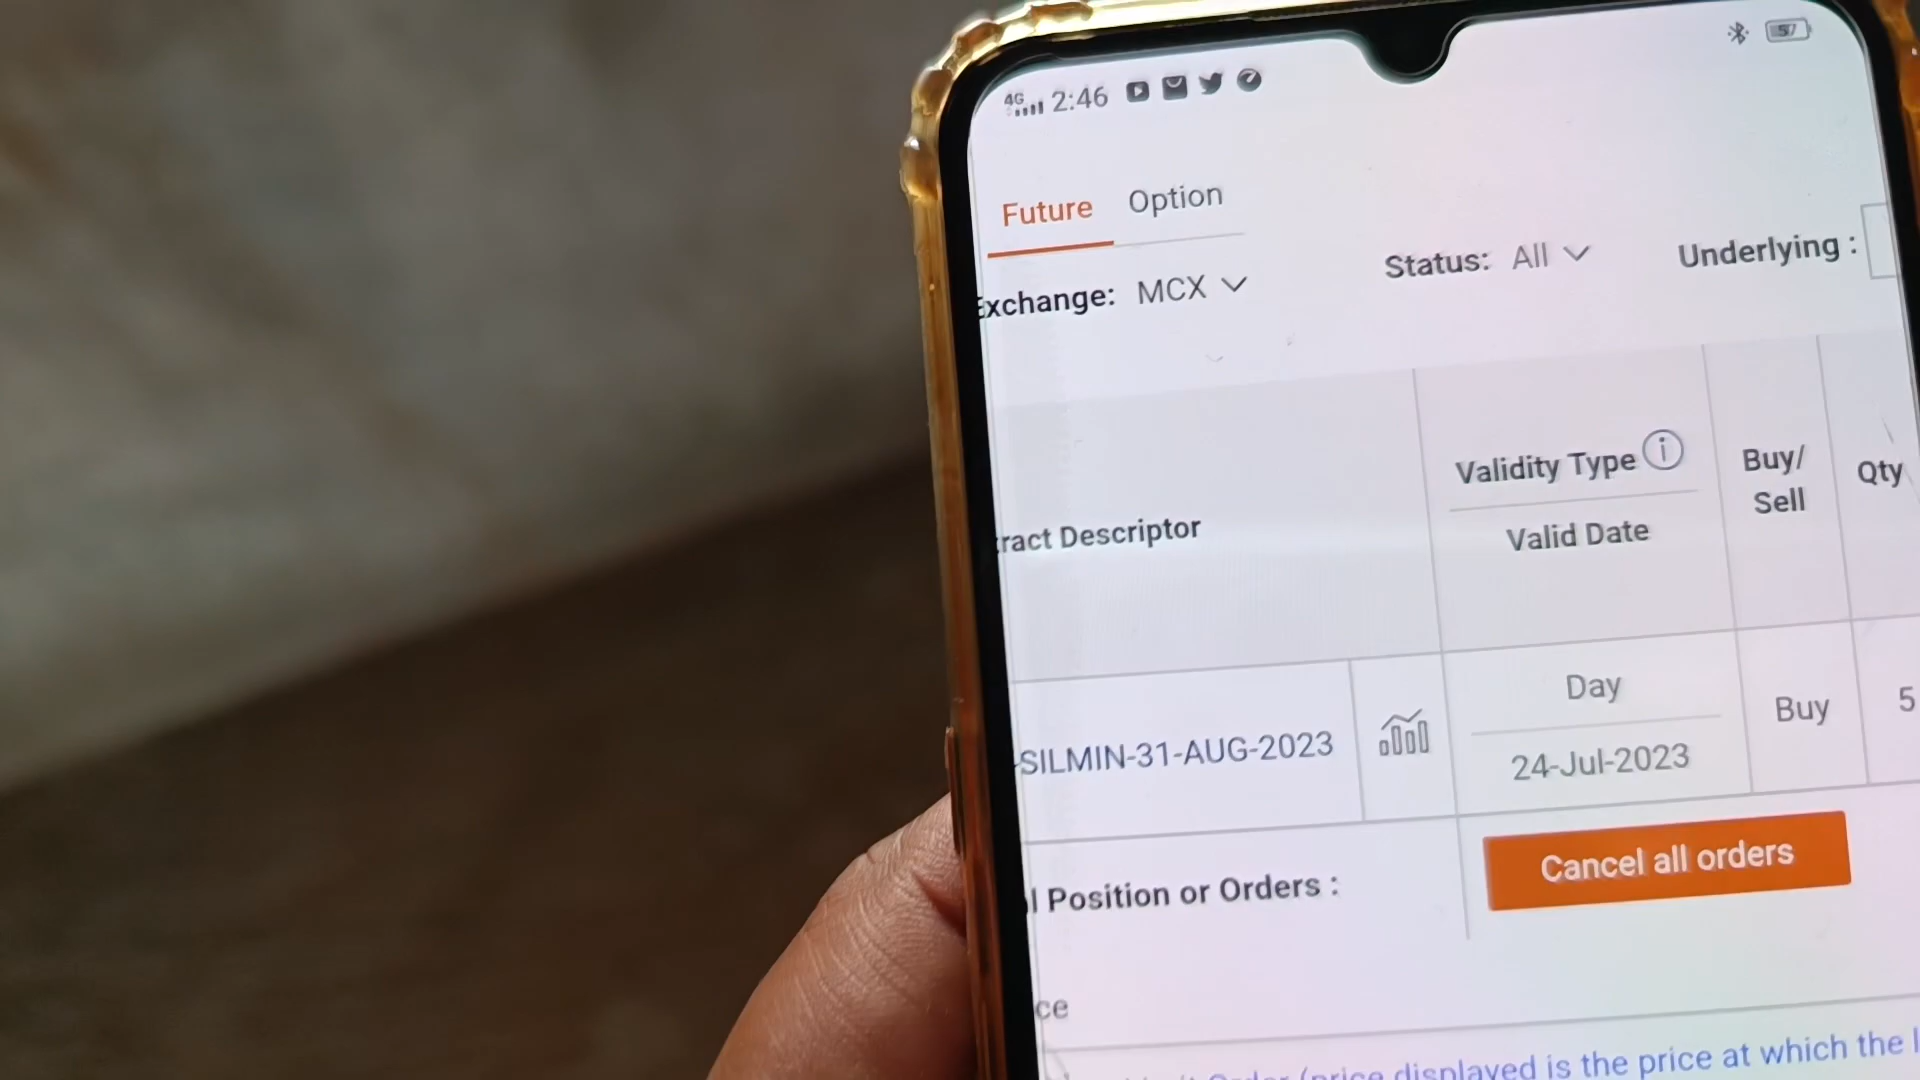 4G 2:46 57
Future Option
Exchange: MCX Status: All Underlying :
ract Descriptor Validity Type Buy/ Sell Qty
Valid Date
-SILMIN-31-AUG-2023 Day Buy 5
24-Jul-2023
l Position or Orders : Cancel all orders
ce
Order (price displayed is the price at which the l